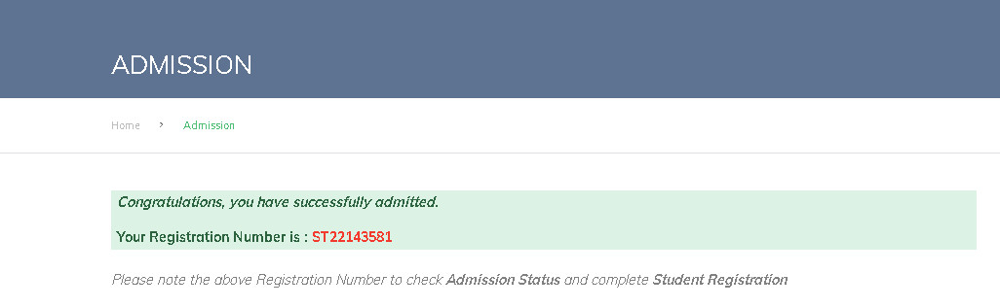 ADMISSION
Home > Admission
Congratulations, you have successfully admitted.
Your Registration Number is : ST22143581
Please note the above Registration Number to check Admission Status and complete Student Registration